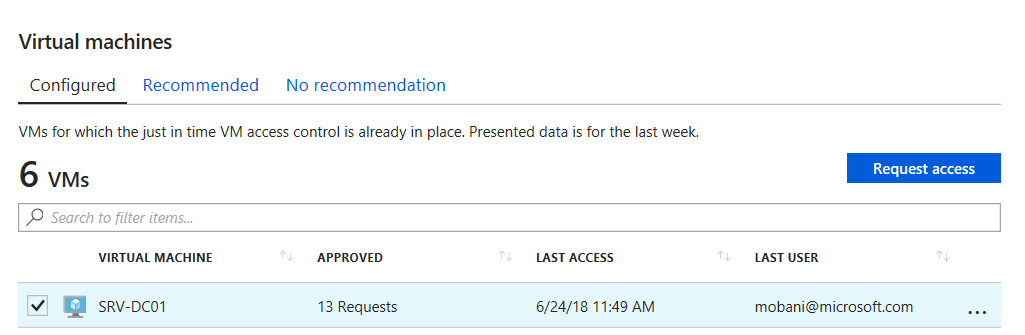 Virtual machines
Configured Recommended No recommendation
VMs for which the just in time VM access control is already in place. Presented data is for the last week.
6 VMs Request access
Search to filter items...
VIRTUAL MACHINE APPROVED LAST ACCESS LAST USER
SRV-DC01 13 Requests 6/24/18 11:49 AM mobani@microsoft.com ...